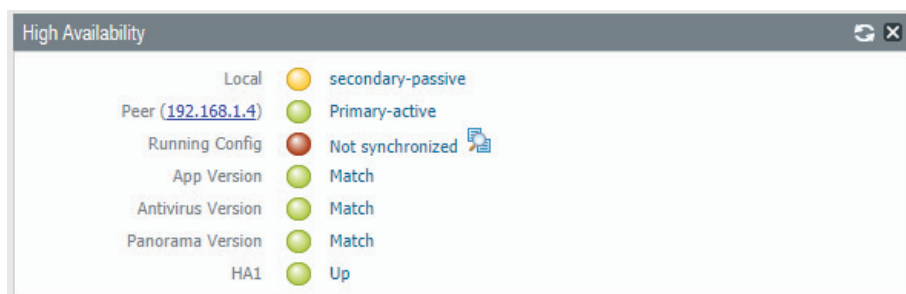 High Availability
Local secondary-passive
Peer (192.168.1.4) Primary-active
Running Config Not synchronized
App Version Match
Antivirus Version Match
Panorama Version Match
HA1 Up